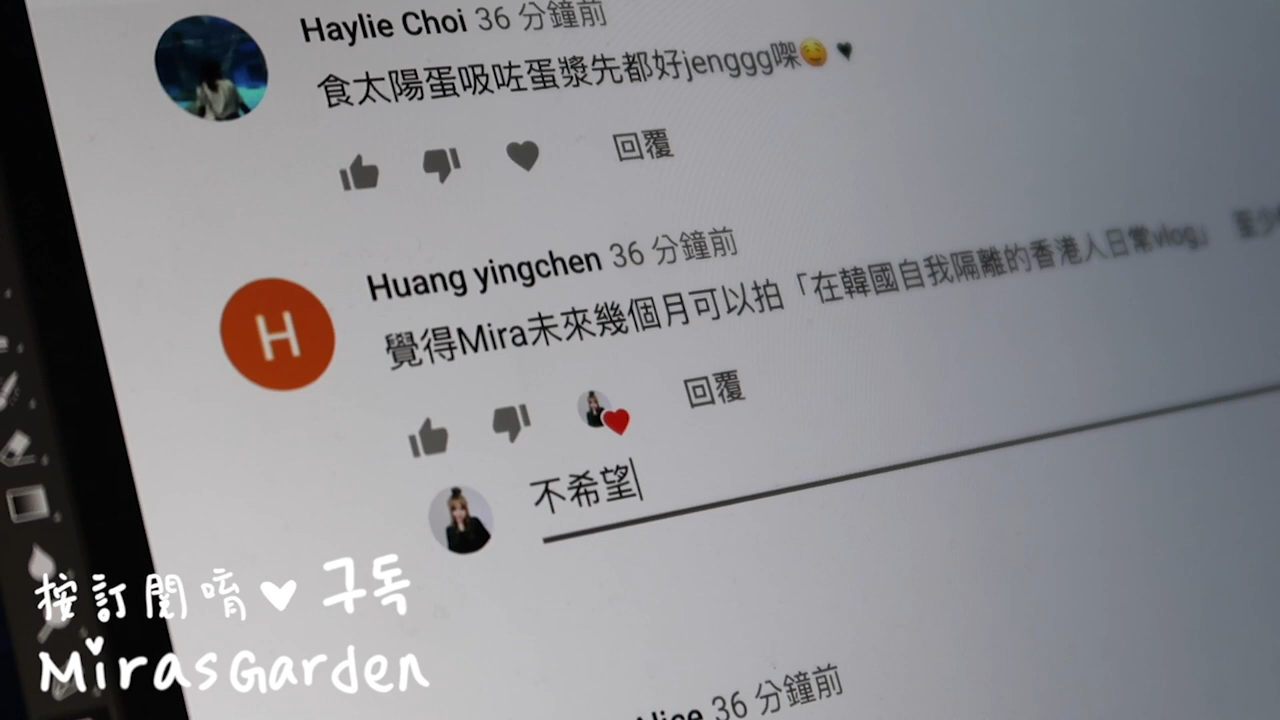 Haylie Choi 36 分鐘前
食太陽蛋吸咗蛋漿先都好jenggg㗎😉 🖤
回覆
Huang yingchen 36 分鐘前
覺得Mira未來幾個月可以拍「在韓國自我隔離的香港人日常vlog」 至少
回覆
不希望
按訂閱唷♥구독
MirasGarden
Alice 36 分鐘前